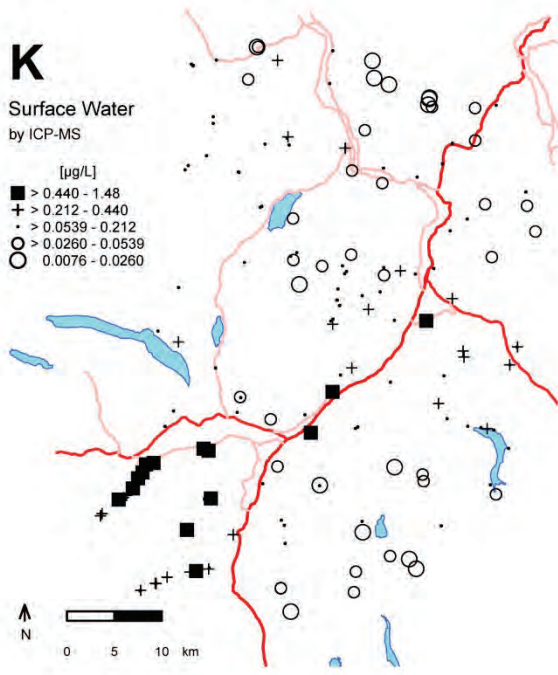 K
Surface Water
by ICP-MS
[µg/L]
> 0.440 - 1.48
> 0.212 - 0.440
> 0.0539 - 0.212
> 0.0260 - 0.0539
0.0076 - 0.0260
N
0 5 10 km